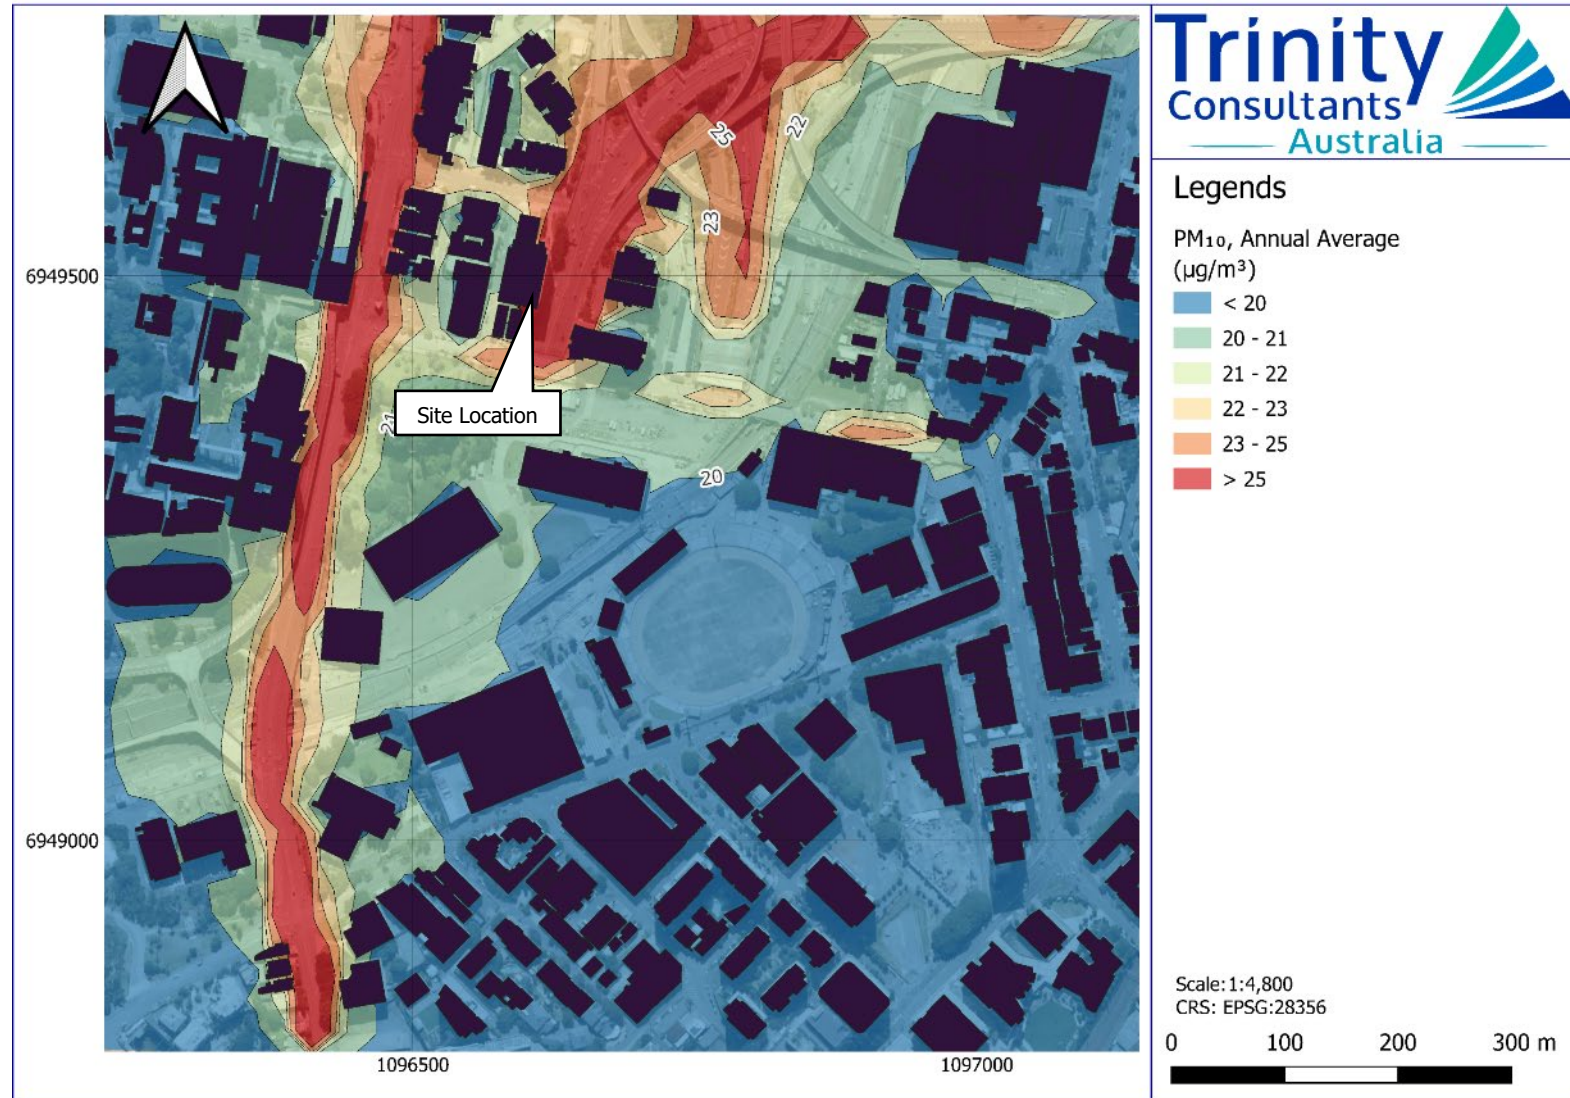 Trinity
Consultants
Australia
Legends
PM₁₀, Annual Average
(µg/m³)
< 20
20 - 21
21 - 22
22 - 23
23 - 25
> 25
Scale:1:4,800
CRS: EPSG:28356
0 100 200 300 m
6949500
6949000
1096500
1097000
25
22
23
21
20
Site Location